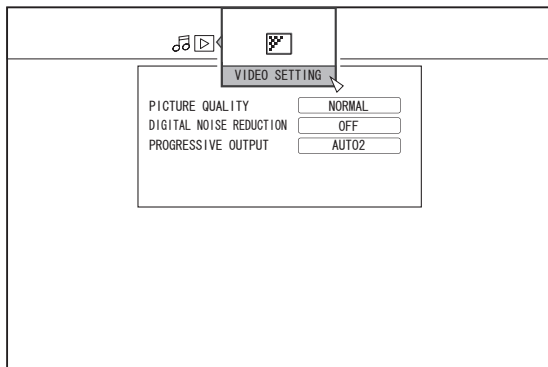 VIDEO SETTING
PICTURE QUALITY NORMAL
DIGITAL NOISE REDUCTION OFF
PROGRESSIVE OUTPUT AUTO2